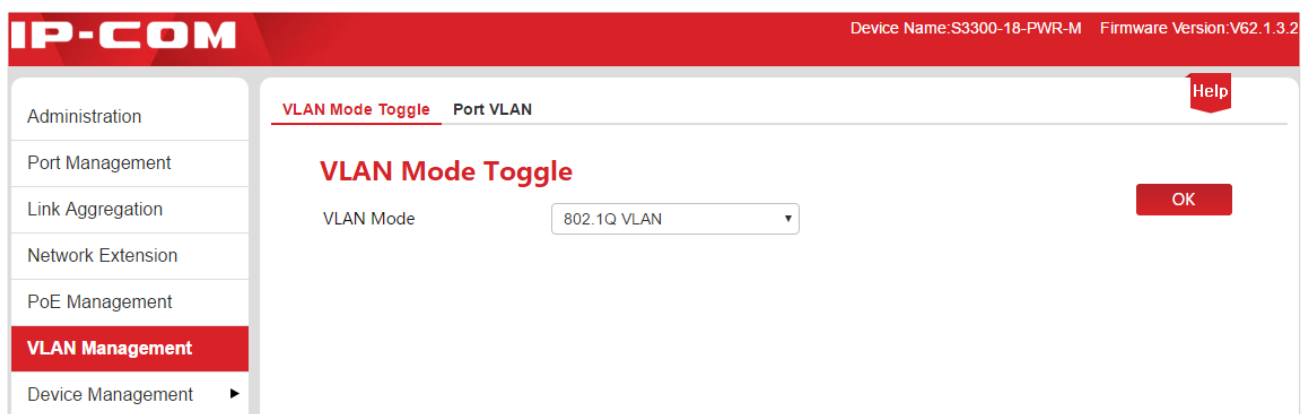 IP-COM
Device Name:S3300-18-PWR-M Firmware Version:V62.1.3.2
Administration
Port Management
Link Aggregation
Network Extension
PoE Management
VLAN Management
Device Management
VLAN Mode Toggle Port VLAN
Help
VLAN Mode Toggle
VLAN Mode 802.1Q VLAN
OK